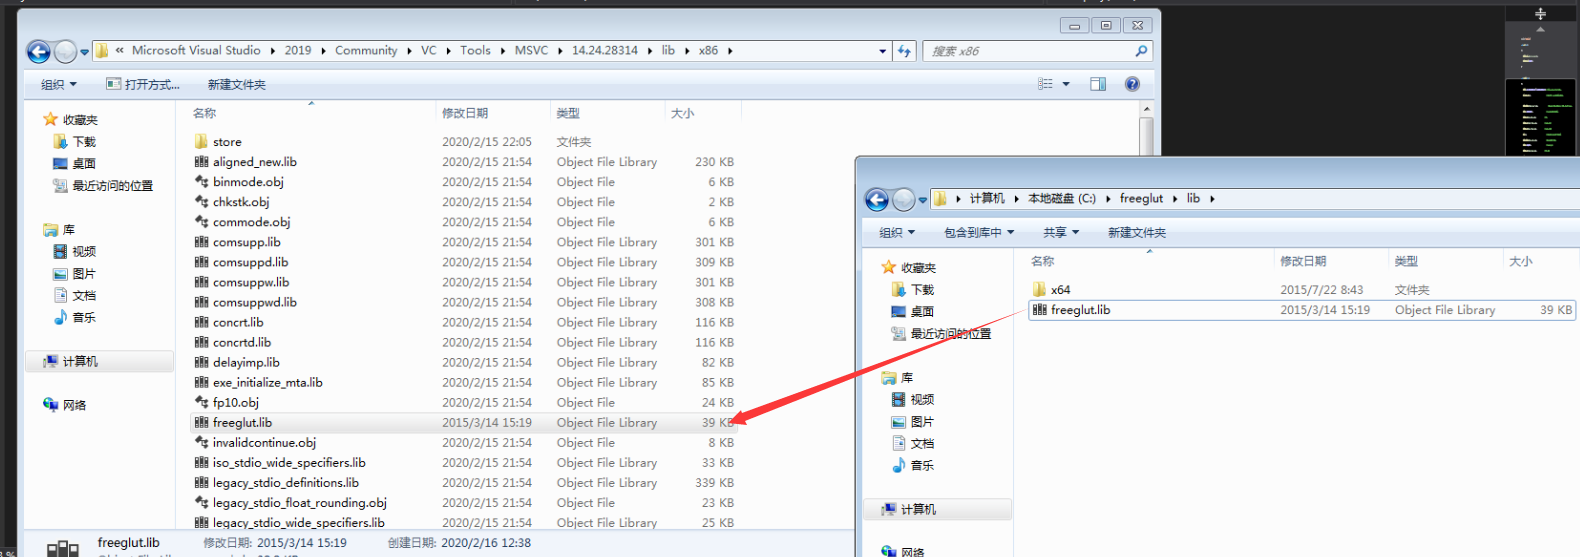 « Microsoft Visual Studio ▸ 2019 ▸ Community ▸ VC ▸ Tools ▸ MSVC ▸ 14.24.28314 ▸ lib ▸ x86 ▸
搜索 x86
组织 打开方式... 新建文件夹
名称 修改日期 类型 大小
收藏夹
下载
桌面
最近访问的位置
库
视频
图片
文档
音乐
计算机
网络
store 2020/2/15 22:05 文件夹
aligned_new.lib 2020/2/15 21:54 Object File Library 230 KB
binmode.obj 2020/2/15 21:54 Object File 6 KB
chkstk.obj 2020/2/15 21:54 Object File 2 KB
commode.obj 2020/2/15 21:54 Object File 6 KB
comsupp.lib 2020/2/15 21:54 Object File Library 301 KB
comsuppd.lib 2020/2/15 21:54 Object File Library 309 KB
comsuppw.lib 2020/2/15 21:54 Object File Library 301 KB
comsuppwd.lib 2020/2/15 21:54 Object File Library 308 KB
concrt.lib 2020/2/15 21:54 Object File Library 116 KB
concrtd.lib 2020/2/15 21:54 Object File Library 116 KB
delayimp.lib 2020/2/15 21:54 Object File Library 82 KB
exe_initialize_mta.lib 2020/2/15 21:54 Object File Library 85 KB
fp10.obj 2020/2/15 21:54 Object File 24 KB
freeglut.lib 2015/3/14 15:19 Object File Library 39 KB
invalidcontinue.obj 2020/2/15 21:54 Object File 8 KB
iso_stdio_wide_specifiers.lib 2020/2/15 21:54 Object File Library 33 KB
legacy_stdio_definitions.lib 2020/2/15 21:54 Object File Library 339 KB
legacy_stdio_float_rounding.obj 2020/2/15 21:54 Object File 23 KB
legacy_stdio_wide_specifiers.lib 2020/2/15 21:54 Object File Library 25 KB
freeglut.lib 修改日期: 2015/3/14 15:19 创建日期: 2020/2/16 12:38
▸ 计算机 ▸ 本地磁盘 (C:) ▸ freeglut ▸ lib ▸
组织 包含到库中 共享 新建文件夹
名称 修改日期 类型 大小
收藏夹
下载
桌面
最近访问的位置
库
视频
图片
文档
音乐
计算机
网络
x64 2015/7/22 8:43 文件夹
freeglut.lib 2015/3/14 15:19 Object File Library 39 KB